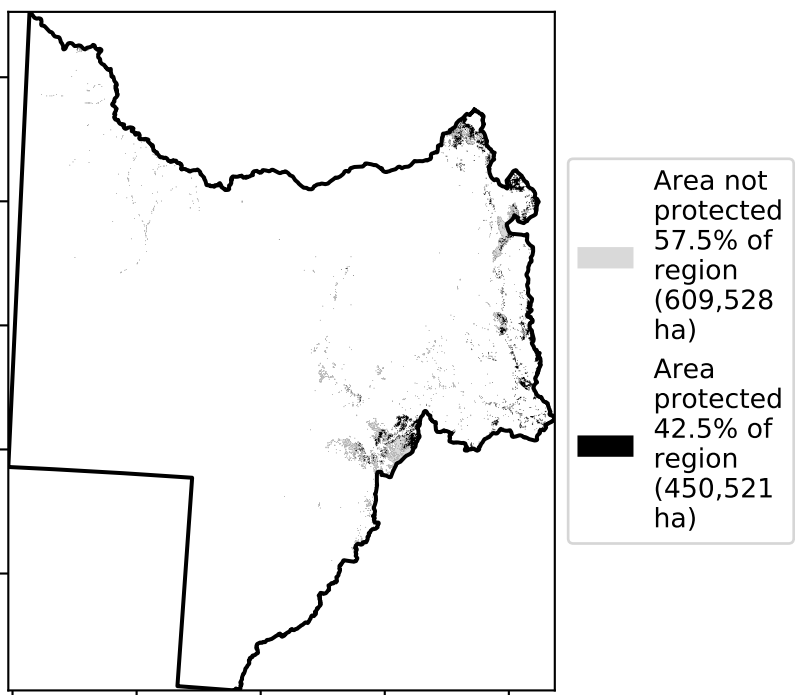 Area not
protected
57.5% of
region
(609,528
ha)
Area
protected
42.5% of
region
(450,521
ha)